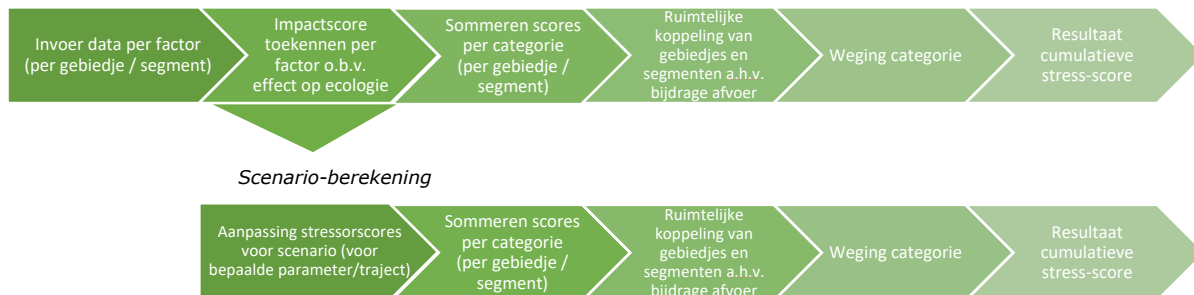 Invoer data per factor
(per gebiedje / segment)
Impactscore
toekennen per
factor o.b.v.
effect op ecologie
Sommeren scores
per categorie
(per gebiedje /
segment)
Ruimtelijke
koppeling van
gebiedjes en
segmenten a.h.v.
bijdrage afvoer
Weging categorie
Resultaat
cumulatieve
stress-score
Scenario-berekening
Aanpassing stressorscores
voor scenario (voor
bepaalde parameter/traject)
Sommeren scores
per categorie
(per gebiedje /
segment)
Ruimtelijke
koppeling van
gebiedjes en
segmenten a.h.v.
bijdrage afvoer
Weging categorie
Resultaat
cumulatieve
stress-score